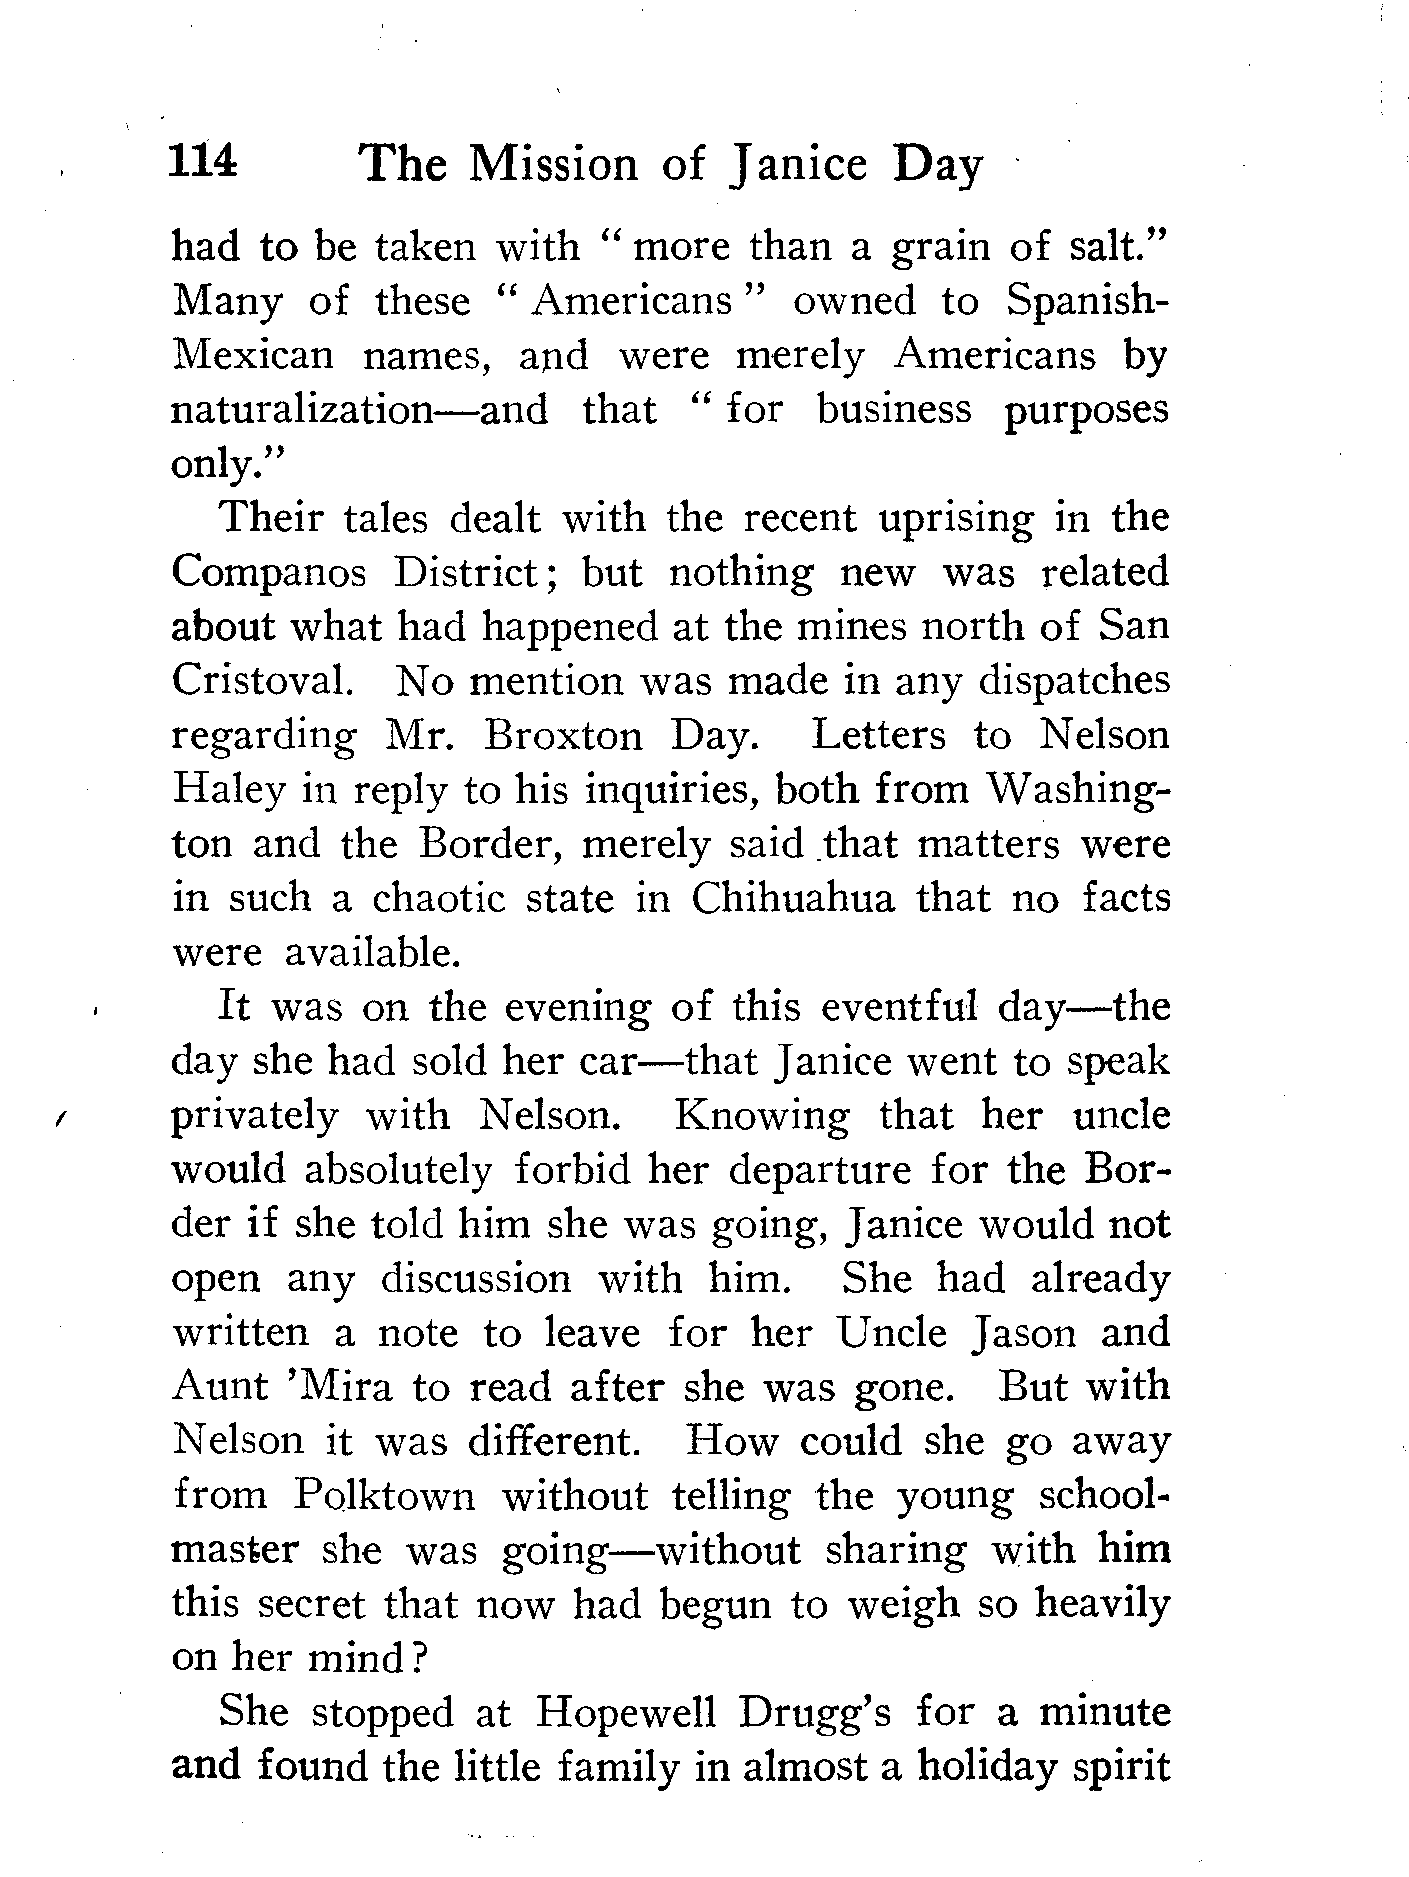 114 The Mission of Janice Day
had to be taken with " more than a grain of salt."
Many of these " Americans " owned to Spanish-
Mexican names, and were merely Americans by
naturalization—and that " for business purposes
only."
Their tales dealt with the recent uprising in the
Companos District; but nothing new was related
about what had happened at the mines north of San
Cristoval. No mention was made in any dispatches
regarding Mr. Broxton Day. Letters to Nelson
Haley in reply to his inquiries, both from Washing-
ton and the Border, merely said that matters were
in such a chaotic state in Chihuahua that no facts
were available.
It was on the evening of this eventful day—the
day she had sold her car—that Janice went to speak
privately with Nelson. Knowing that her uncle
would absolutely forbid her departure for the Bor-
der if she told him she was going, Janice would not
open any discussion with him. She had already
written a note to leave for her Uncle Jason and
Aunt 'Mira to read after she was gone. But with
Nelson it was different. How could she go away
from Polktown without telling the young school-
master she was going—without sharing with him
this secret that now had begun to weigh so heavily
on her mind?
She stopped at Hopewell Drugg's for a minute
and found the little family in almost a holiday spirit